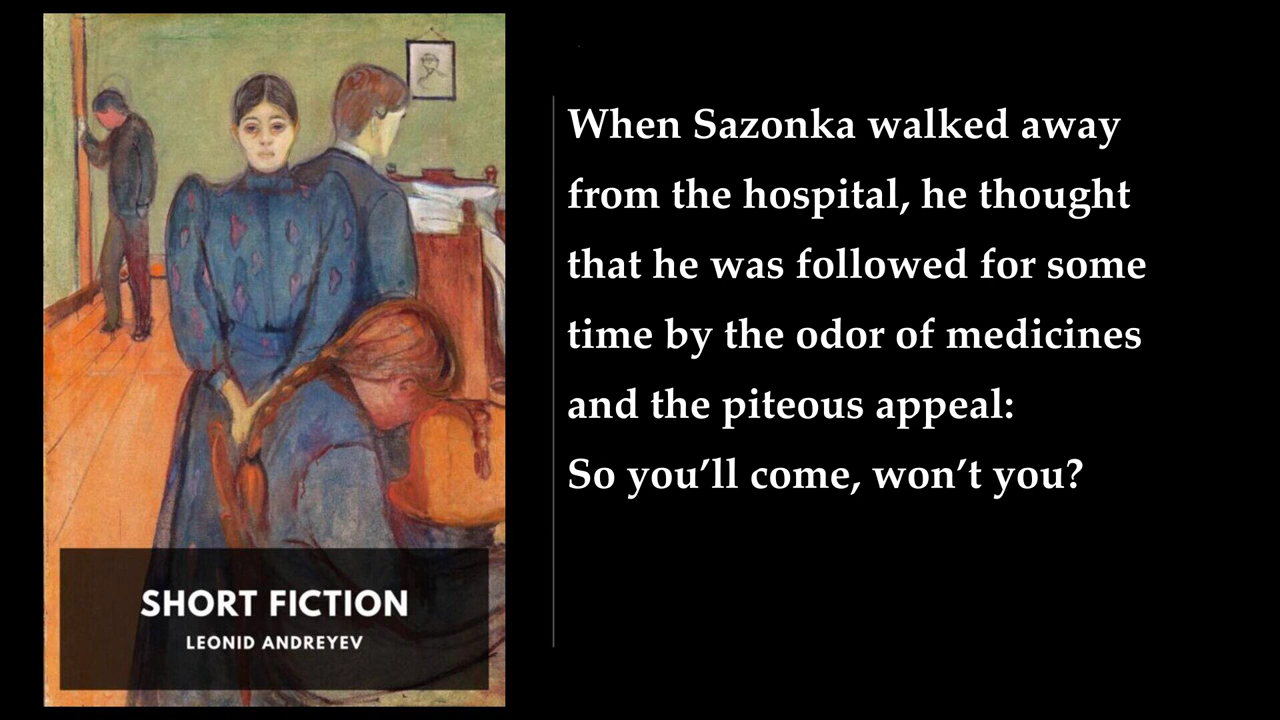 SHORT FICTION
LEONID ANDREYEV
When Sazonka walked away
from the hospital, he thought
that he was followed for some
time by the odor of medicines
and the piteous appeal:
So you’ll come, won’t you?